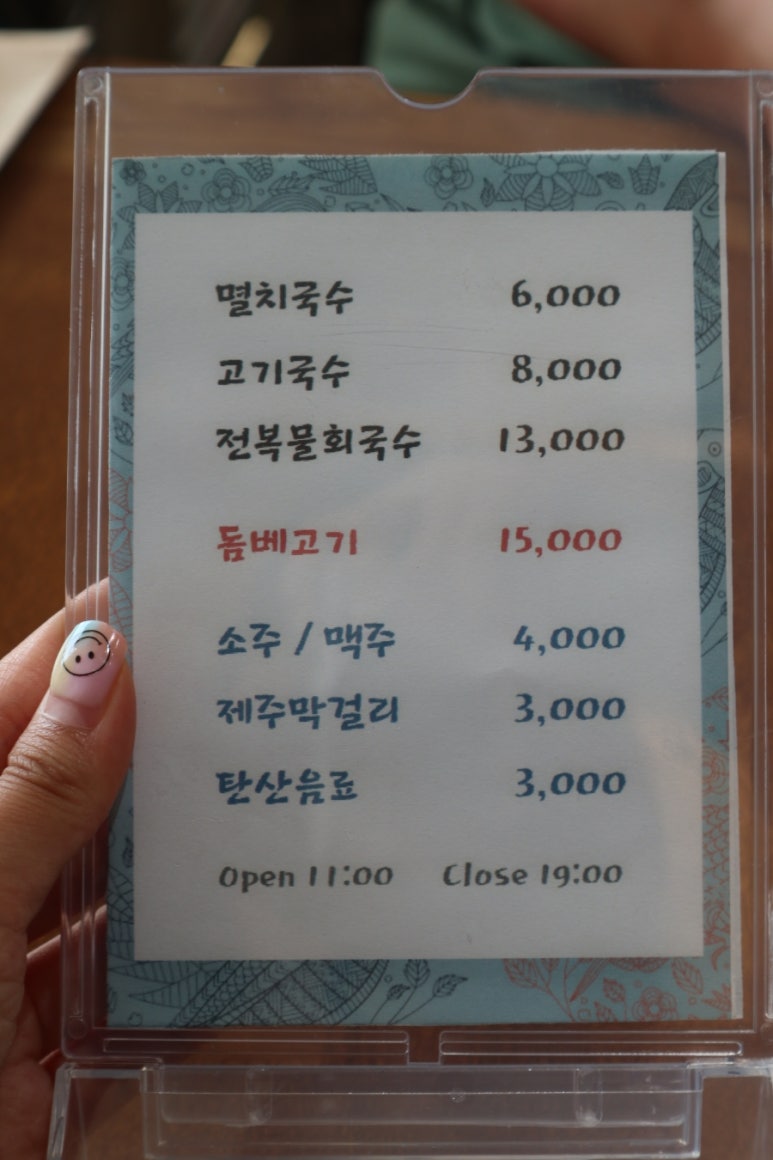 멸치국수 6,000
고기국수 8,000
전복물회국수 13,000
돔베고기 15,000
소주 / 맥주 4,000
제주막걸리 3,000
탄산음료 3,000
Open 11:00 Close 19:00